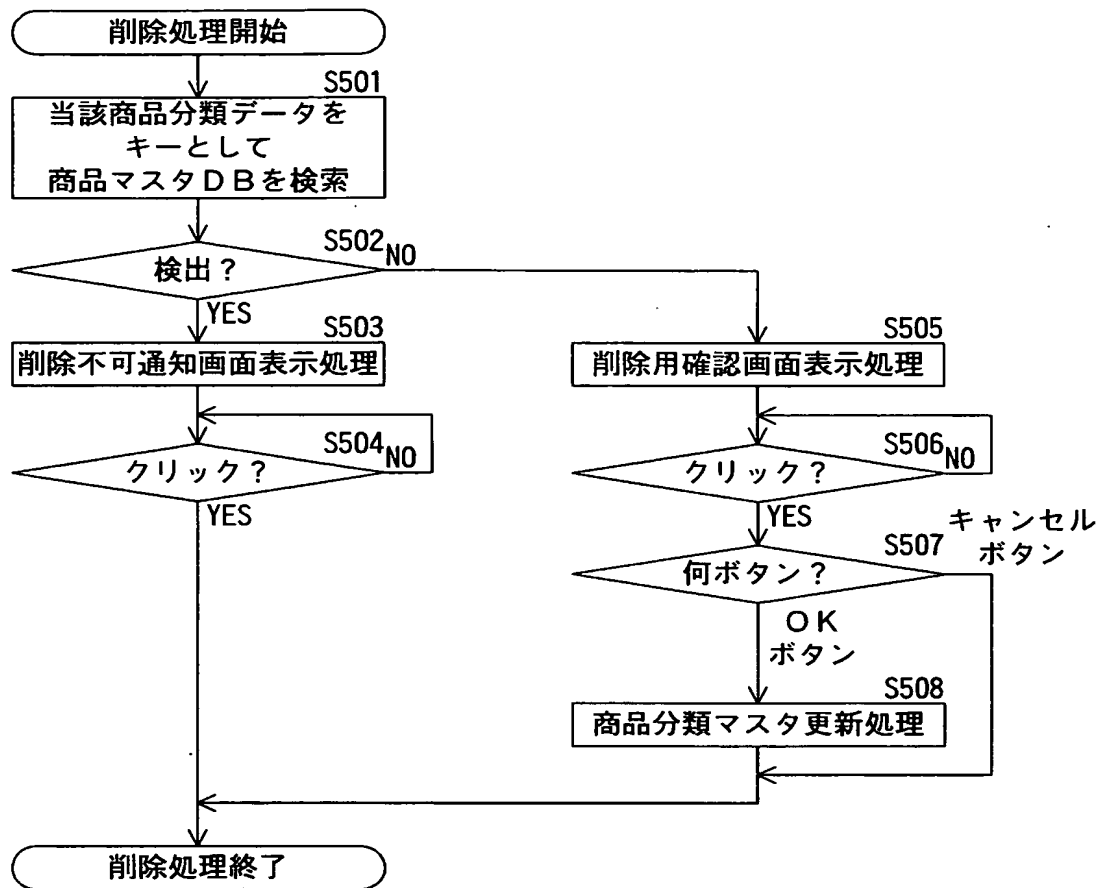 削除処理開始
S501
当該商品分類データを
キーとして
商品マスタDBを検索
S502
検出?
NO
YES
S503
削除不可通知画面表示処理
S504
クリック?
NO
YES
S505
削除用確認画面表示処理
S506
クリック?
NO
YES
S507
何ボタン?
キャンセル
ボタン
OK
ボタン
S508
商品分類マスタ更新処理
削除処理終了